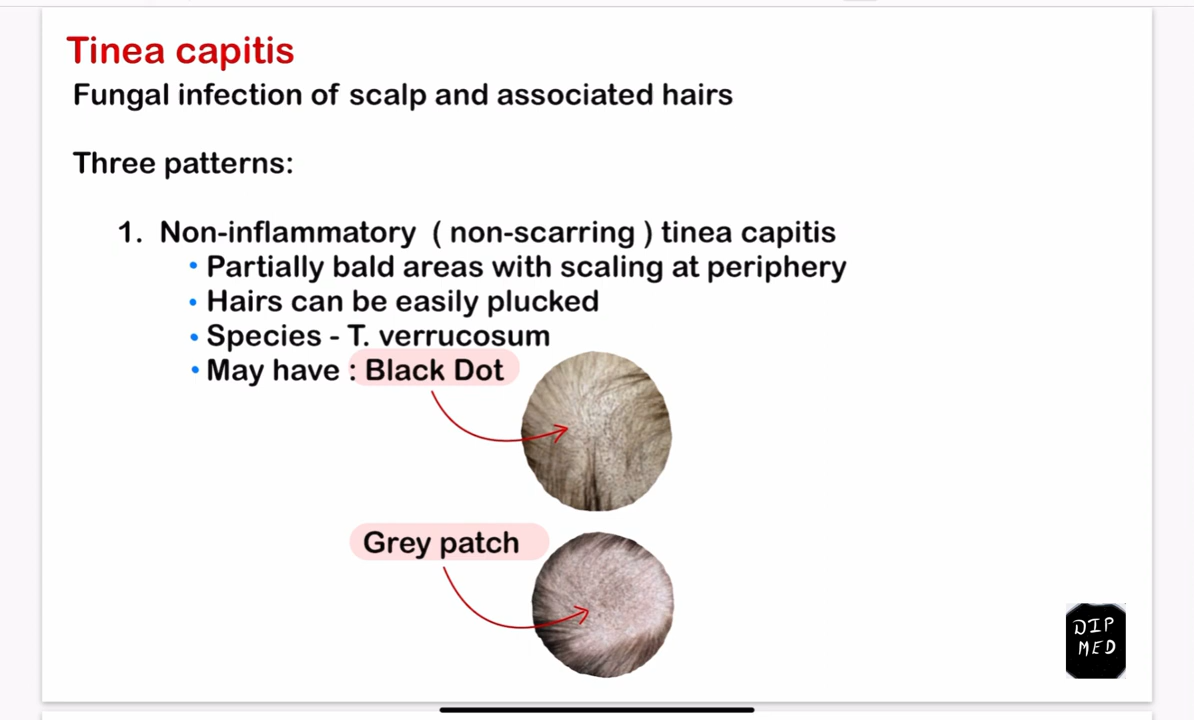 Tinea capitis
Fungal infection of scalp and associated hairs
Three patterns:
1. Non-inflammatory ( non-scarring ) tinea capitis
• Partially bald areas with scaling at periphery
• Hairs can be easily plucked
• Species - T. verrucosum
• May have : Black Dot
Grey patch
DIP
MED